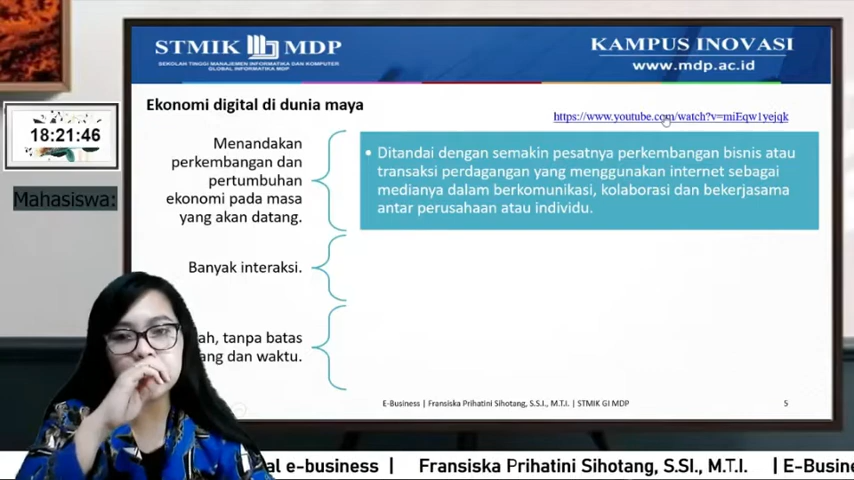 STMIK MDP
SEKOLAH TINGGI MANAJEMEN INFORMATIKA DAN KOMPUTER
GLOBAL INFORMATIKA MDP
KAMPUS INOVASI
www.mdp.ac.id
Ekonomi digital di dunia maya
https://www.youtube.com/watch?v=miEqw1yejqk
18:21:46
Mahasiswa:
Menandakan
perkembangan dan
pertumbuhan
ekonomi pada masa
yang akan datang.
• Ditandai dengan semakin pesatnya perkembangan bisnis atau
transaksi perdagangan yang menggunakan internet sebagai
medianya dalam berkomunikasi, kolaborasi dan bekerjasama
antar perusahaan atau individu.
Banyak interaksi.
ah, tanpa batas
ang dan waktu.
E-Business | Fransiska Prihatini Sihotang, S.S.I., M.T.I. | STMIK GI MDP
5
al e-business | Fransiska Prihatini Sihotang, S.SI., M.T.I. | E-Busine